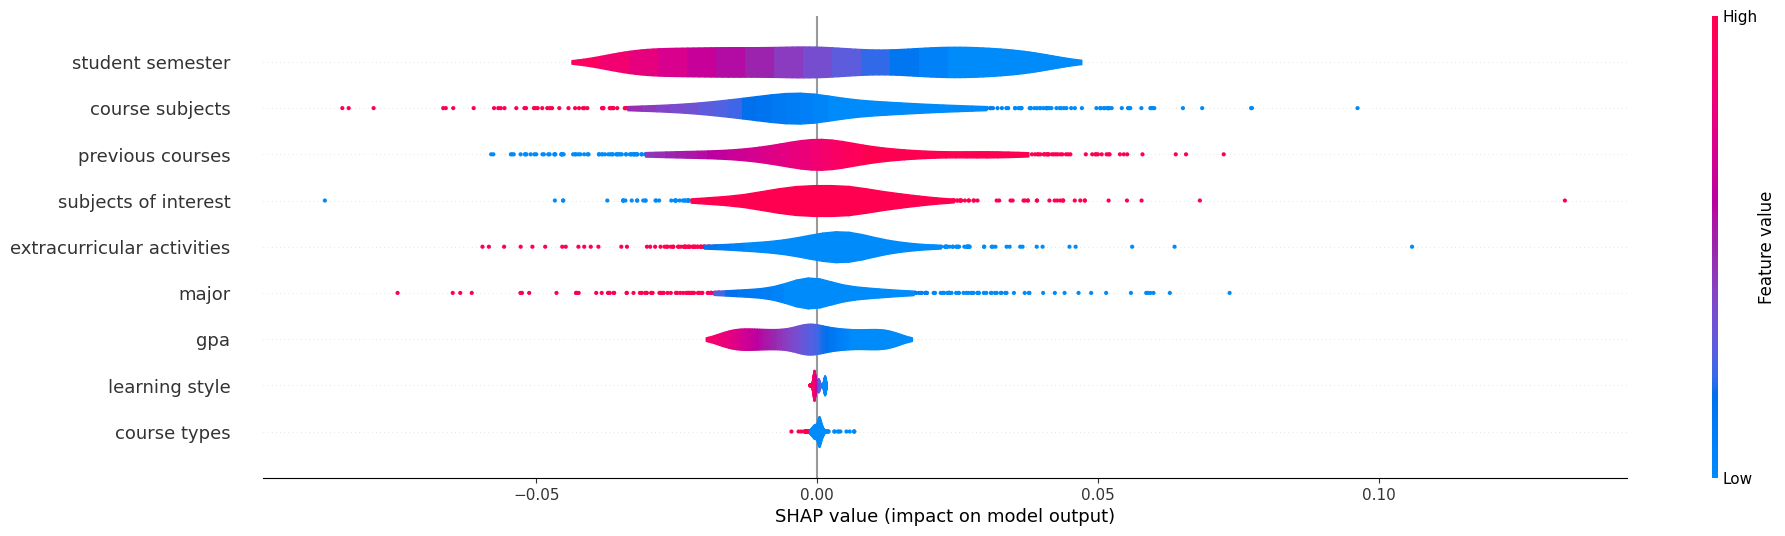 student semester
course subjects
previous courses
subjects of interest
extracurricular activities
major
gpa
learning style
course types
−0.05 0.00 0.05 0.10
SHAP value (impact on model output)
High
Feature value
Low